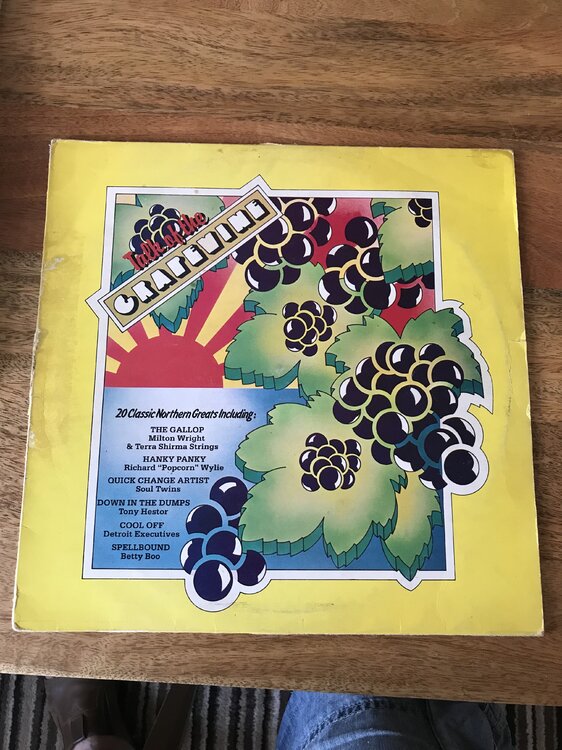 Talk of the
GRAPEVINE
20 Classic Northern Greats Including:
THE GALLOP
Milton Wright
& Terra Shirma Strings
HANKY PANKY
Richard "Popcorn" Wylie
QUICK CHANGE ARTIST
Soul Twins
DOWN IN THE DUMPS
Tony Hestor
COOL OFF
Detroit Executives
SPELLBOUND
Betty Boo